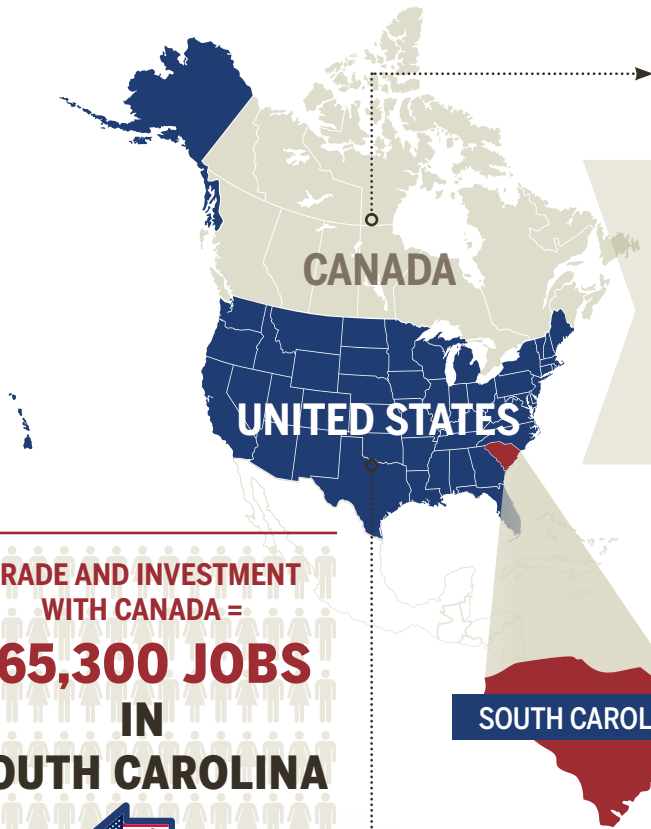 CANADA
UNITED STATES
RADE AND INVESTMENT
WITH CANADA =
65,300 JOBS
IN
OUTH CAROLINA
SOUTH CAROL